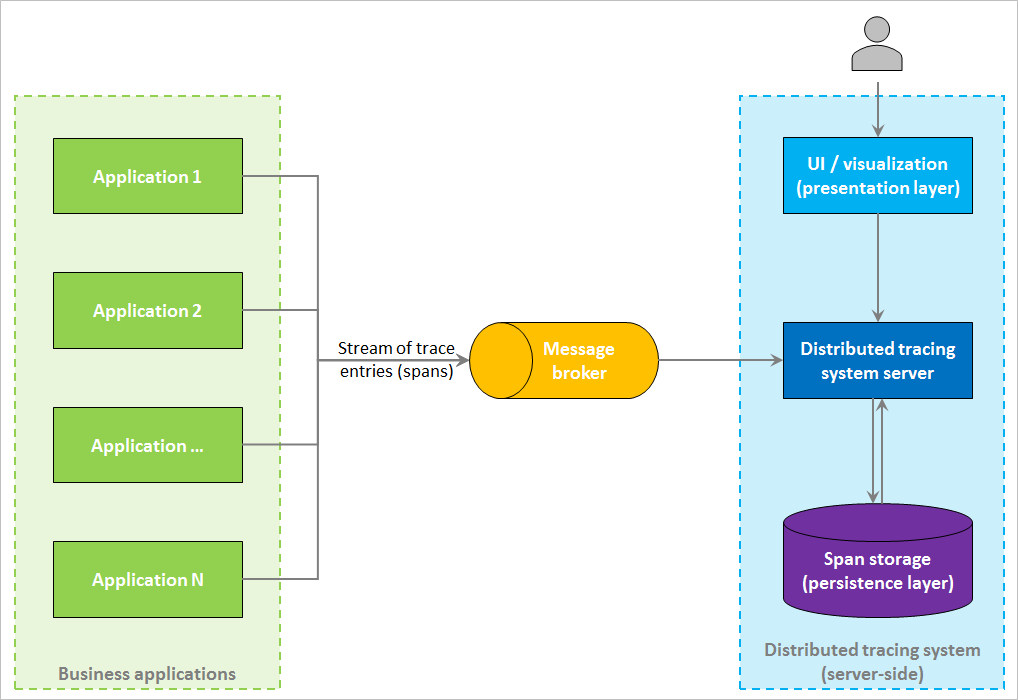 Application 1
Application 2
Application ...
Application N
Business applications
Stream of trace
entries (spans)
Message
broker
UI / visualization
(presentation layer)
Distributed tracing
system server
Span storage
(persistence layer)
Distributed tracing system
(server-side)